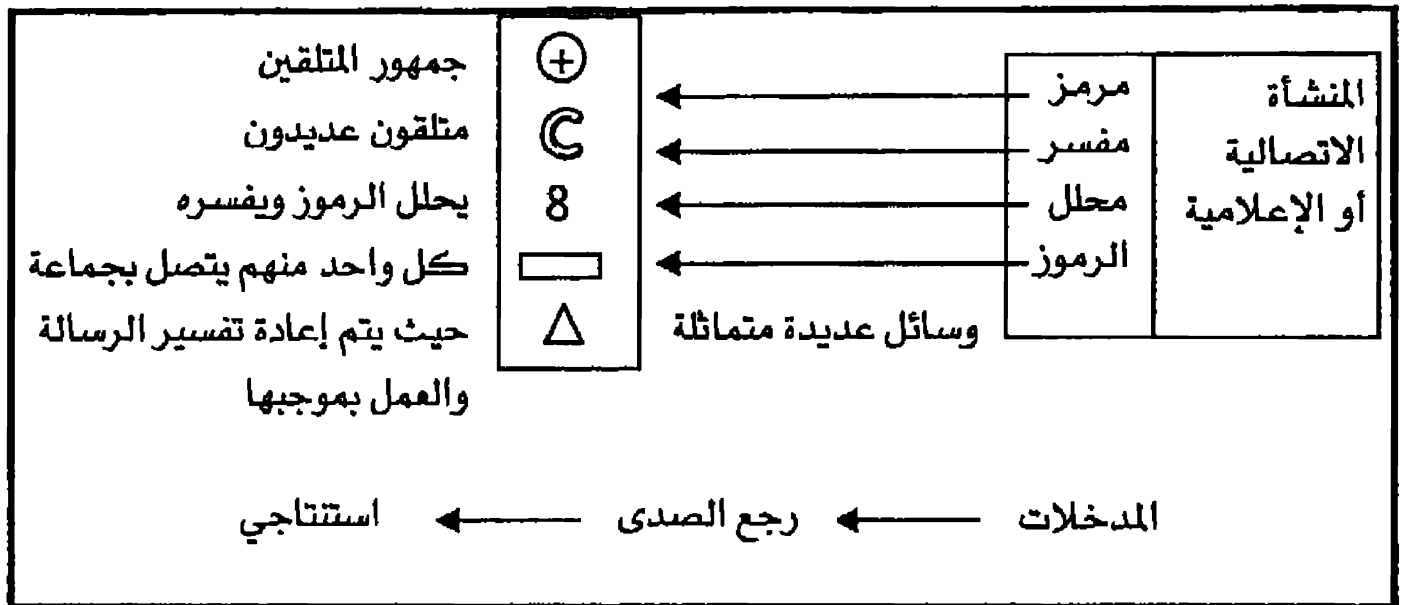 المنشأة
الاتصالية
أو الإعلامية
مرمز
مفسر
محلل
الرموز
وسائل عديدة متماثلة
8
جمهور المتلقين
متلقون عديدون
يحلل الرموز ويفسره
كل واحد منهم يتصل بجماعة
حيث يتم إعادة تفسير الرسالة
والعمل بموجبها
المدخلات رجع الصدى استنتاجي